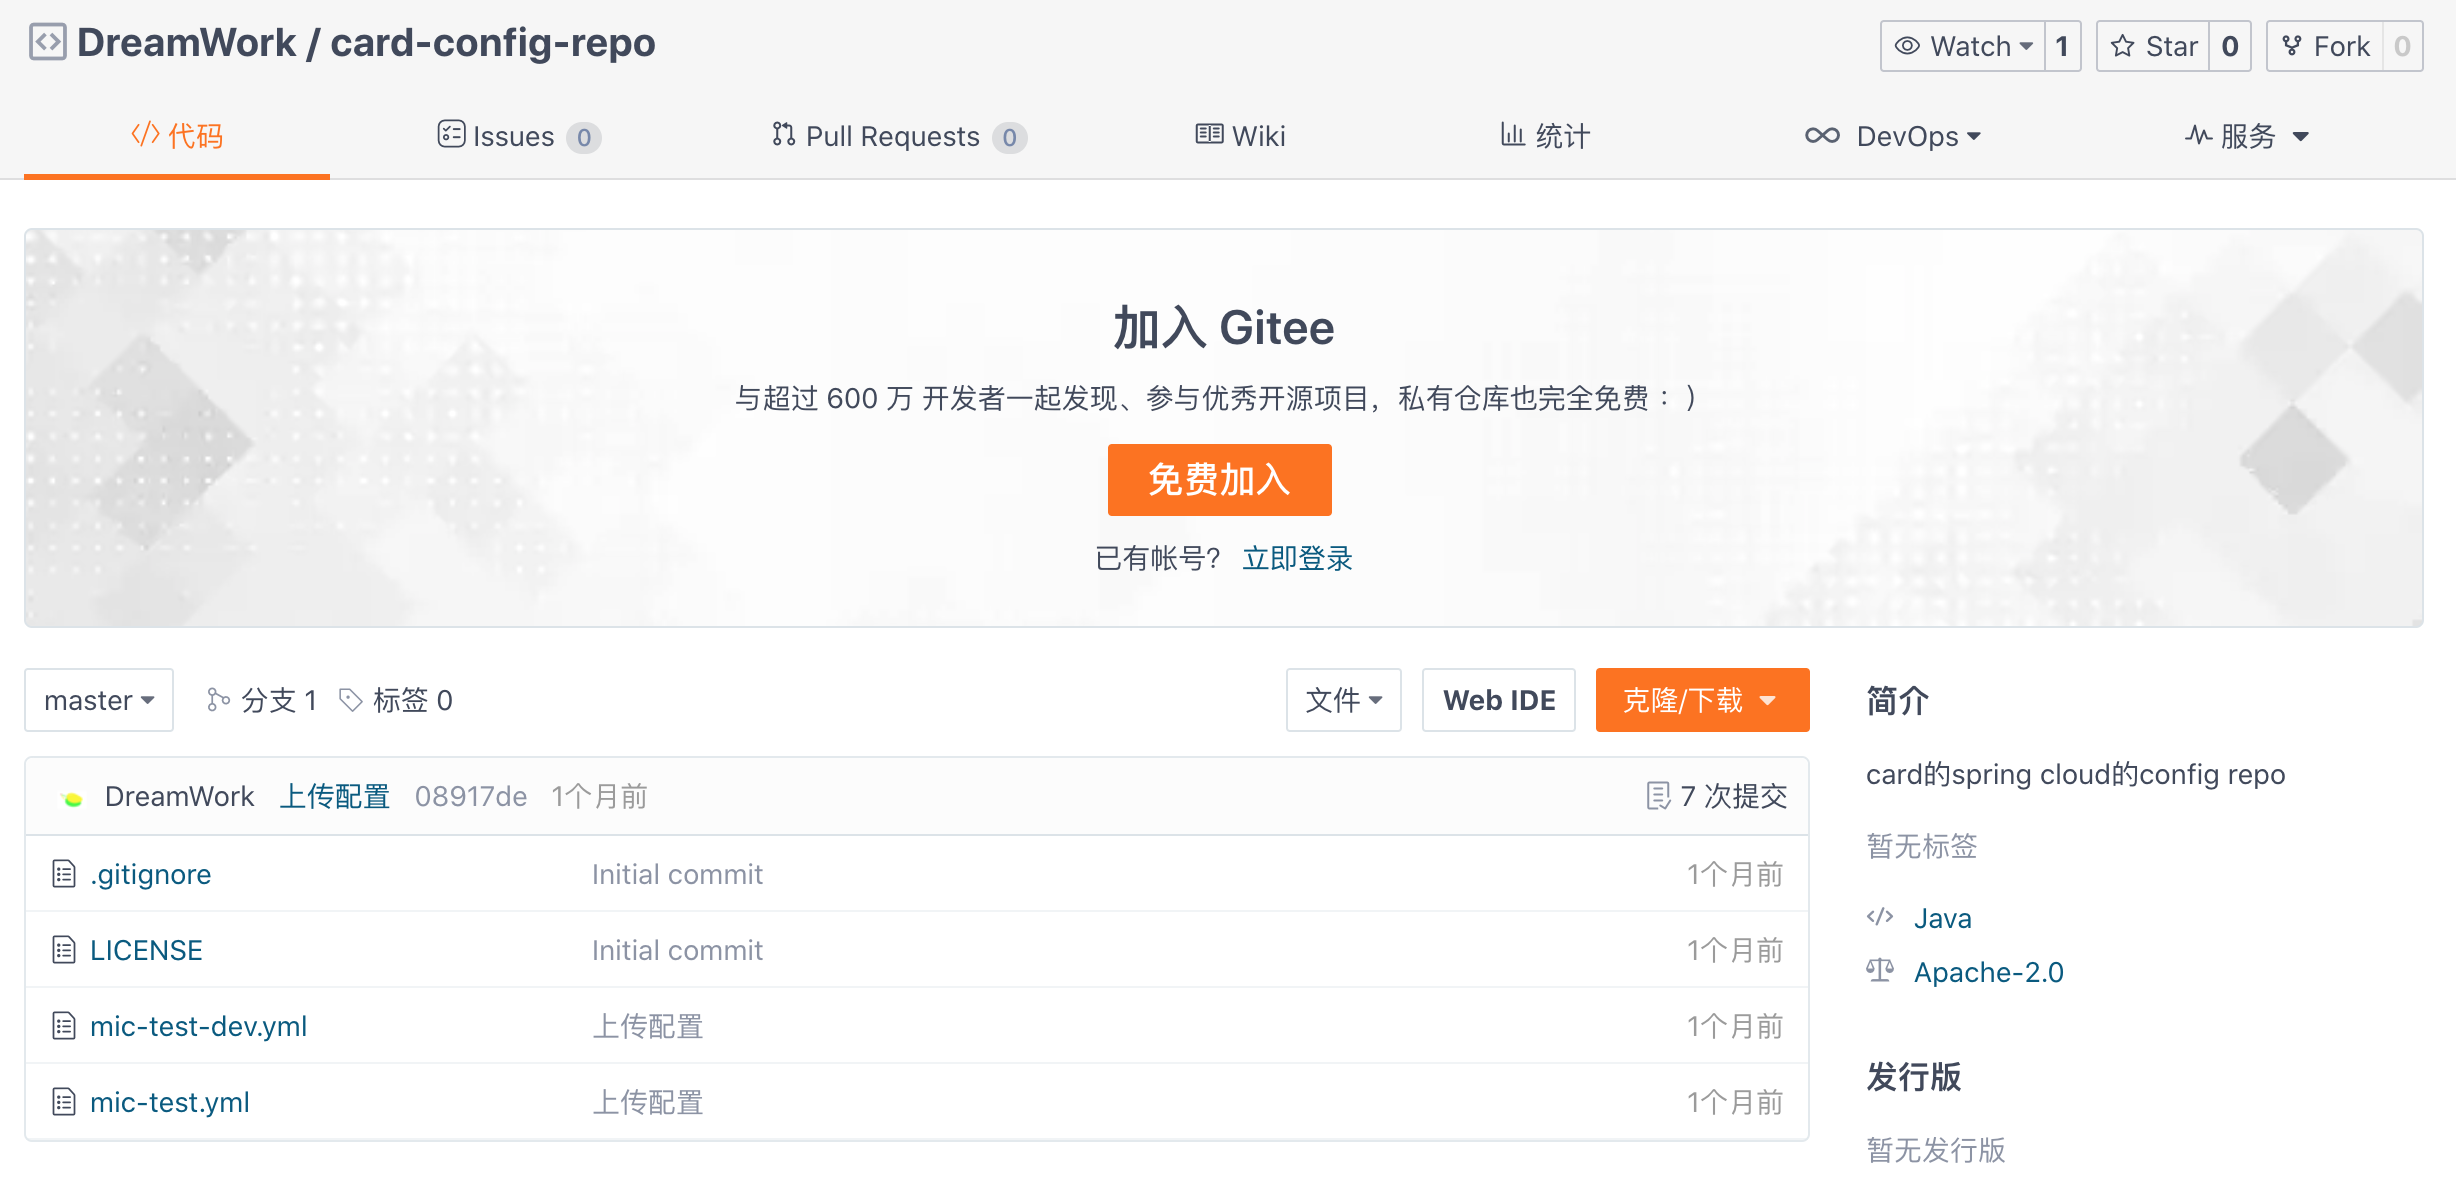 DreamWork / card-config-repo
Watch 1 Star 0 Fork 0
代码 Issues 0 Pull Requests 0 Wiki 统计 DevOps 服务
加入 Gitee
与超过 600 万 开发者一起发现、参与优秀开源项目，私有仓库也完全免费：）
免费加入
已有帐号？ 立即登录
master 分支 1 标签 0 文件 Web IDE 克隆/下载
DreamWork 上传配置 08917de 1个月前 7 次提交
.gitignore Initial commit 1个月前
LICENSE Initial commit 1个月前
mic-test-dev.yml 上传配置 1个月前
mic-test.yml 上传配置 1个月前
简介
card的spring cloud的config repo
暂无标签
Java
Apache-2.0
发行版
暂无发行版